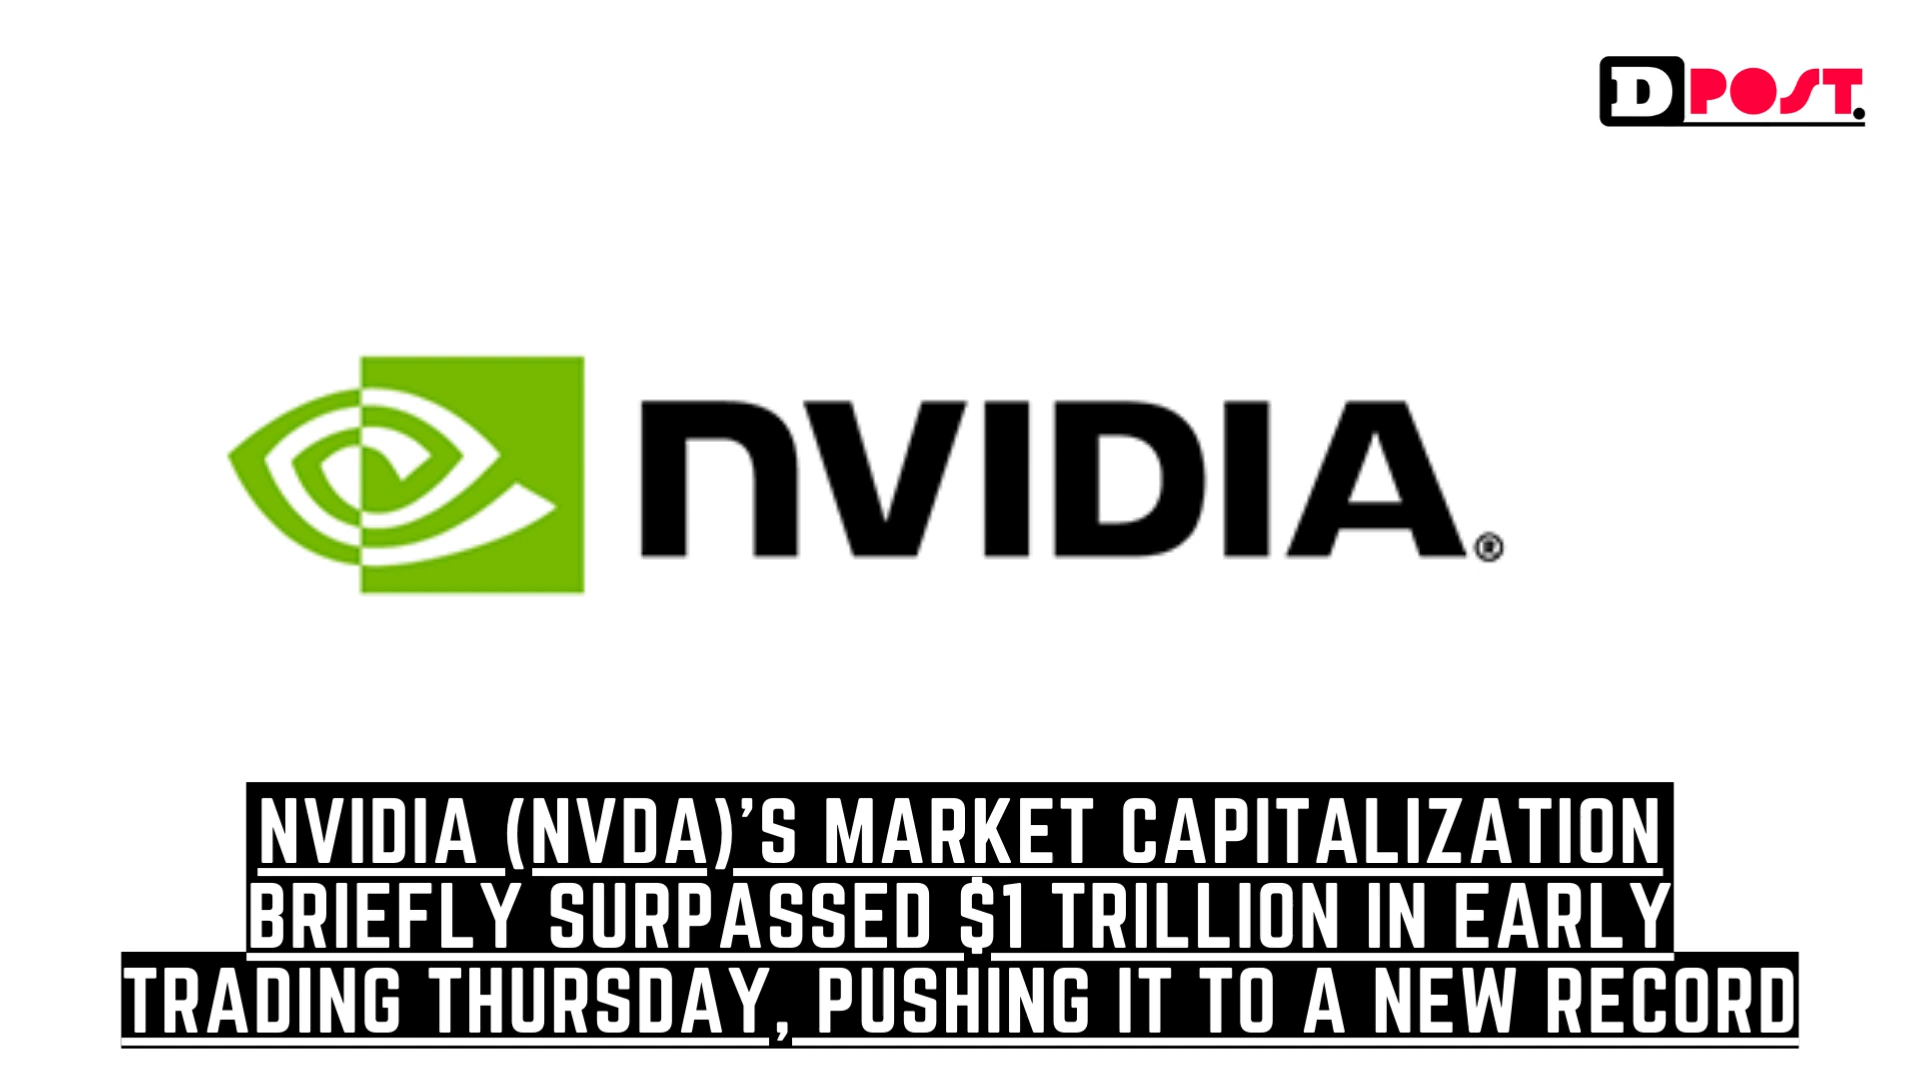 DPOST.
NVIDIA®
NVIDIA (NVDA)’S MARKET CAPITALIZATION
BRIEFLY SURPASSED $1 TRILLION IN EARLY
TRADING THURSDAY, PUSHING IT TO A NEW RECORD